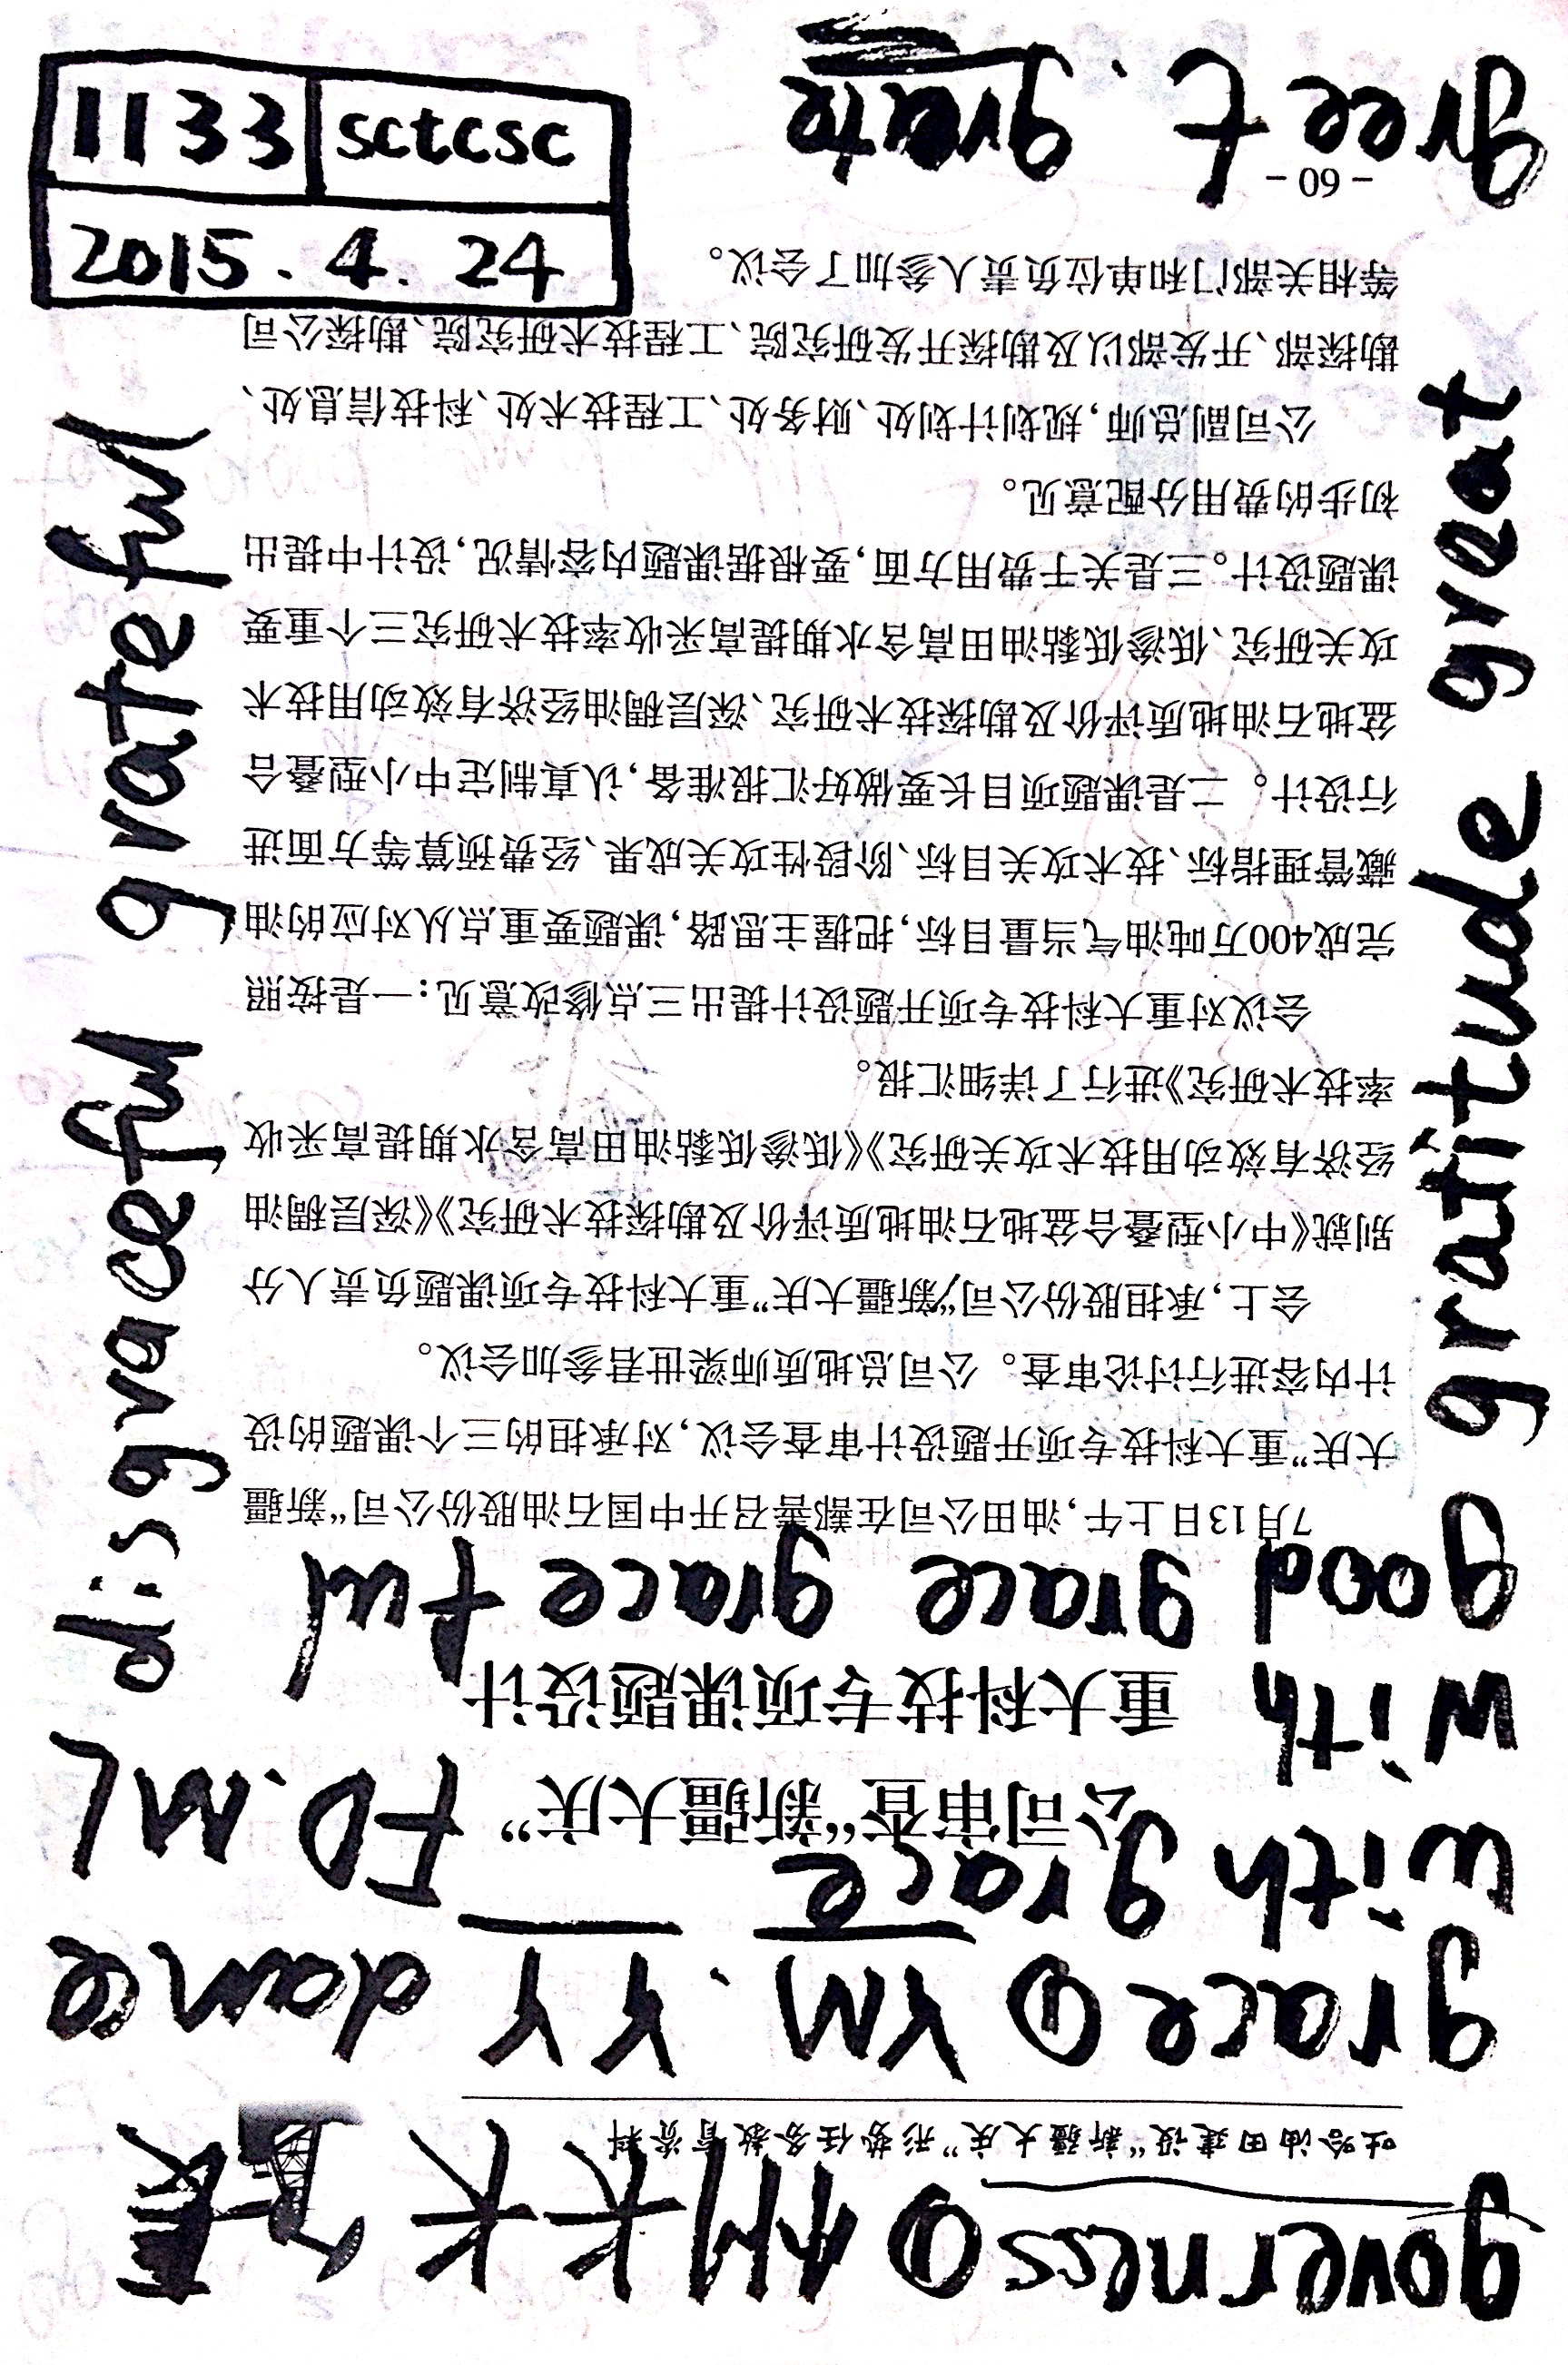 1133 sctcsc
2015.4.24
governess ① 州长长
吐哈油田建设“新疆大庆”形势任务教育资料
grace ① YM. YY dance
with grace FD.ML
公司审查“新疆大庆”
重大科技专项课题设计
with
good grace graceful
7月13日上午,油田公司在鄯善召开中国石油股份公司“新疆
大庆”重大科技专项开题设计审查会议,对承担的三个课题的设
计内容进行讨论审查。公司总地质师梁世君参加会议。
会上,承担股份公司“新疆大庆”重大科技专项课题负责人分
别就《中小型叠合盆地石油地质评价及勘探技术研究》《深层稠油
经济有效动用技术攻关研究》《低渗低黏油田高含水期提高采收
率技术研究》进行了详细汇报。
会议对重大科技专项开题设计提出三点修改意见:一是按照
完成400万吨油气当量目标,把握主思路,课题要重点从对应的油
藏管理指标、技术攻关目标、阶段性攻关成果、经费预算等方面进
行设计。二是课题项目长要做好汇报准备,认真制定中小型叠合
盆地石油地质评价及勘探技术研究、深层稠油经济有效动用技术
攻关研究、低渗低黏油田高含水期提高采收率技术研究三个重要
课题设计。三是关于费用方面,要根据课题内容情况,设计中提出
初步的费用分配意见。
公司副总师,规划计划处、财务处、工程技术处、科技信息处、
勘探部、开发部以及勘探开发研究院、工程技术研究院、勘探公司
等相关部门和单位负责人参加了会议。
- 60 -
greet. grate
disgraceful grateful
gratitude great